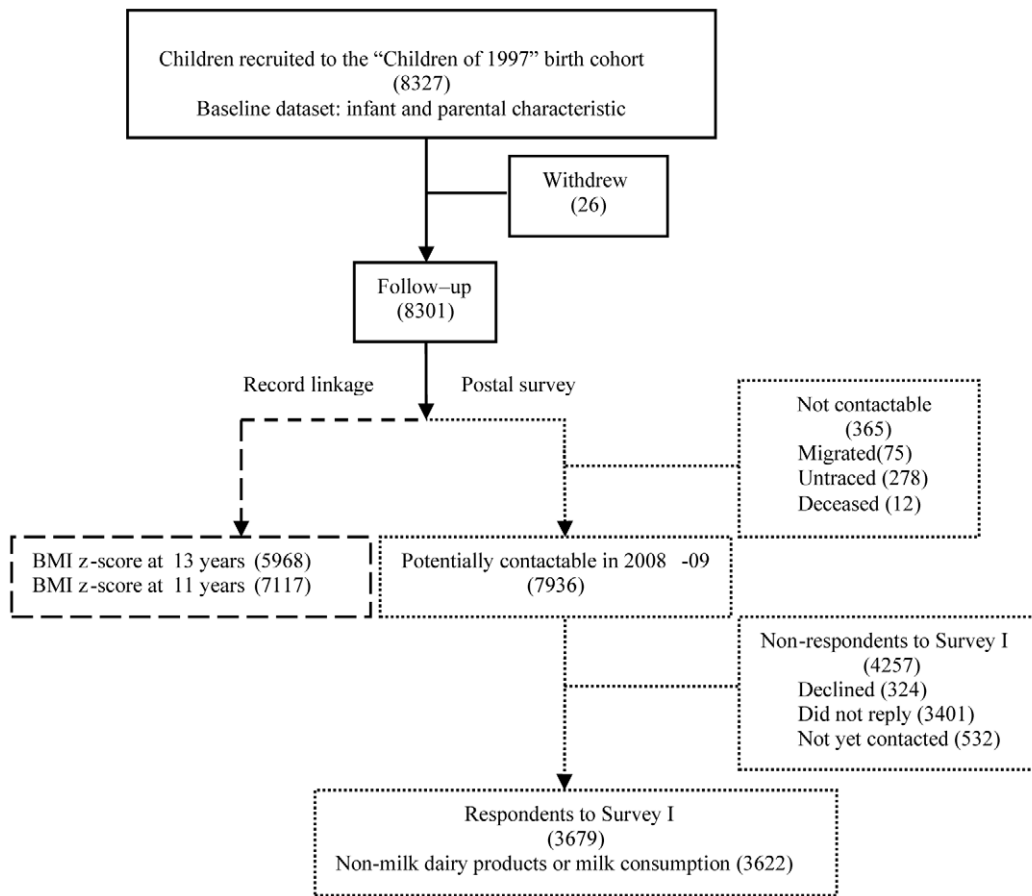 Children recruited to the “Children of 1997” birth cohort
(8327)
Baseline dataset: infant and parental characteristic
Withdrew
(26)
Follow–up
(8301)
Record linkage
Postal survey
Not contactable
(365)
Migrated(75)
Untraced (278)
Deceased (12)
BMI z-score at 13 years (5968)
BMI z-score at 11 years (7117)
Potentially contactable in 2008 -09
(7936)
Non-respondents to Survey I
(4257)
Declined (324)
Did not reply (3401)
Not yet contacted (532)
Respondents to Survey I
(3679)
Non-milk dairy products or milk consumption (3622)